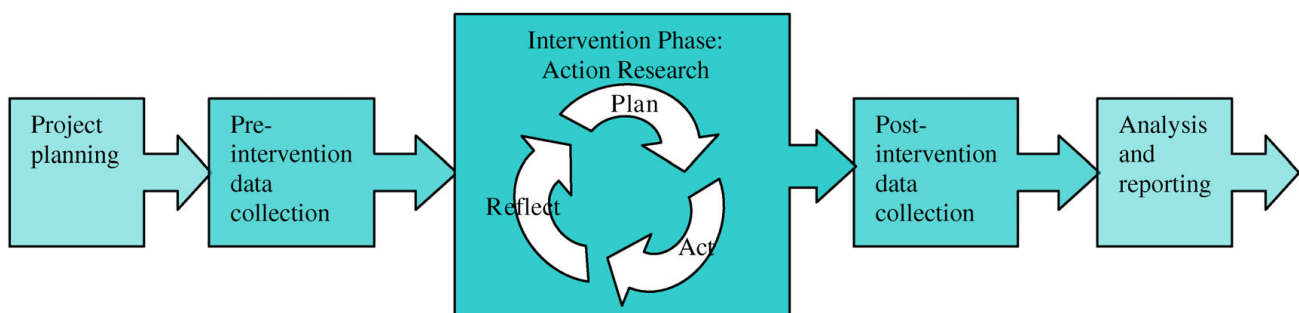 Project
planning
Pre-
intervention
data
collection
Intervention Phase:
Action Research
Plan
Act
Reflect
Post-
intervention
data
collection
Analysis
and
reporting